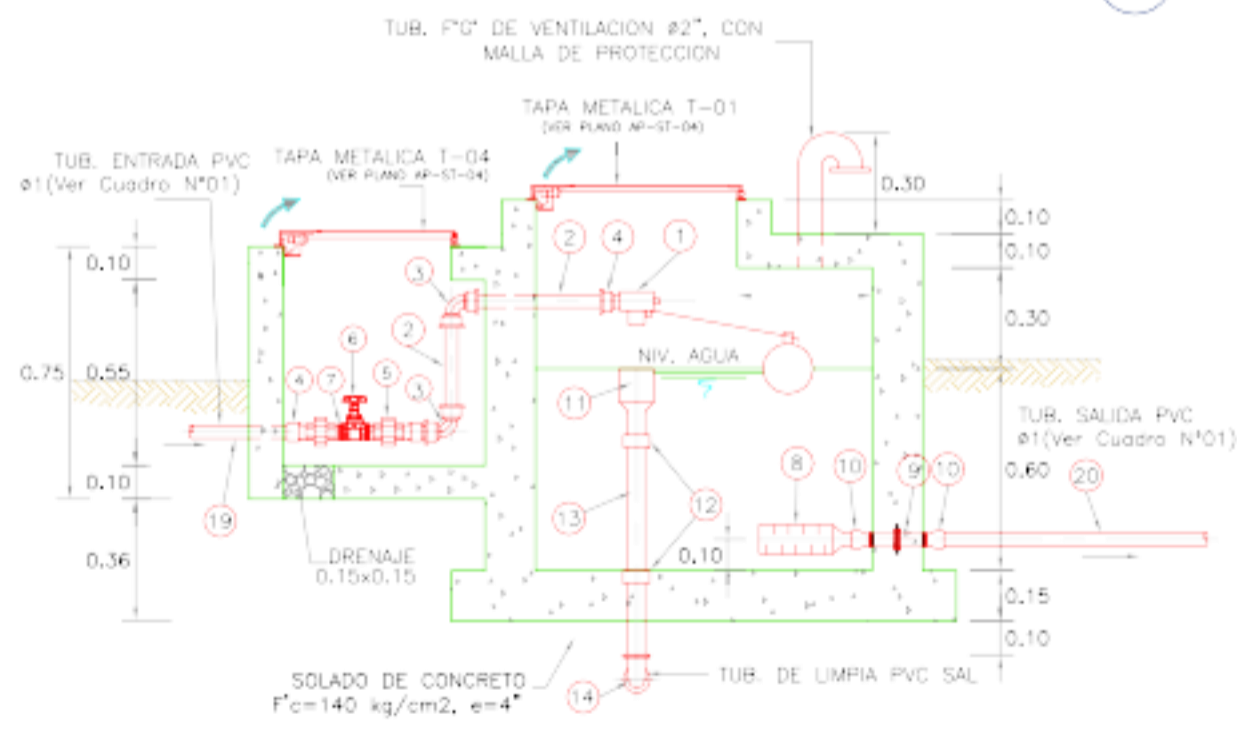 TUB. F°G° DE VENTILACION ø2", CON
MALLA DE PROTECCION
TAPA METALICA T-01
(VER PLANO AP-ST-04)
TUB. ENTRADA PVC
ø1(Ver Cuadro N°01)
TAPA METALICA T-04
(VER PLANO AP-ST-04)
0.30
0.10
0.10
0.30
0.60
0.15
0.10
0.10
0.75
0.55
0.10
0.36
2
4
1
3
2
6
4
7
5
3
NIV. AGUA
11
8
10
9
10
20
13
12
0.10
19
14
TUB. SALIDA PVC
ø1(Ver Cuadro N°01)
DRENAJE
0.15x0.15
SOLADO DE CONCRETO
F'c=140 kg/cm2, e=4"
TUB. DE LIMPIA PVC SAL